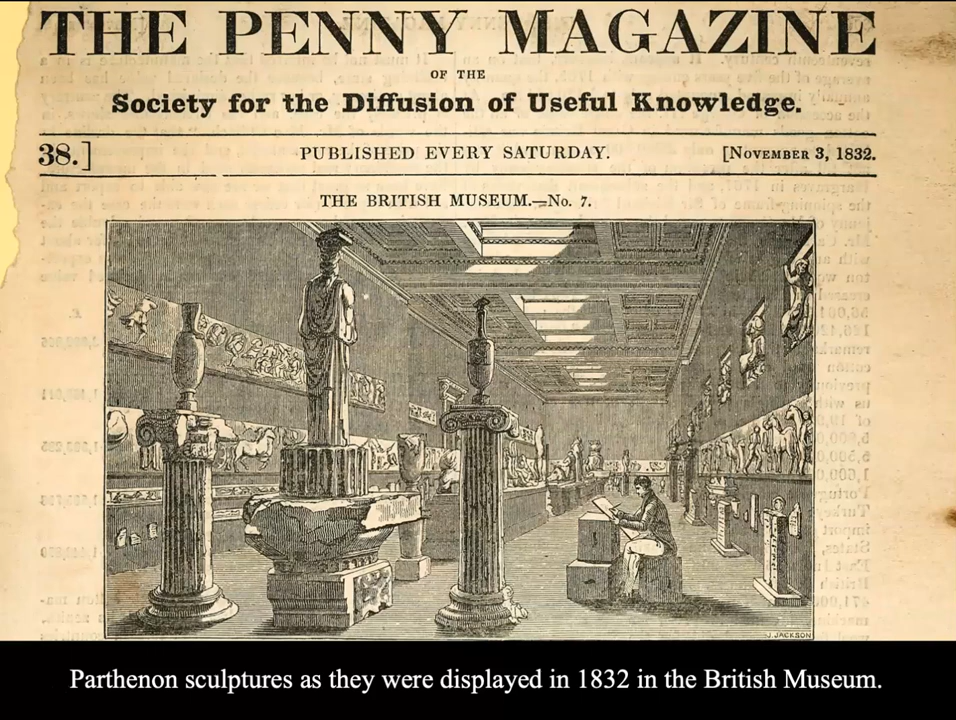 THE PENNY MAGAZINE
OF THE
Society for the Diffusion of Useful Knowledge.
38.]
PUBLISHED EVERY SATURDAY.
[NOVEMBER 3, 1832.
THE BRITISH MUSEUM.—No. 7.
J. JACKSON
Parthenon sculptures as they were displayed in 1832 in the British Museum.